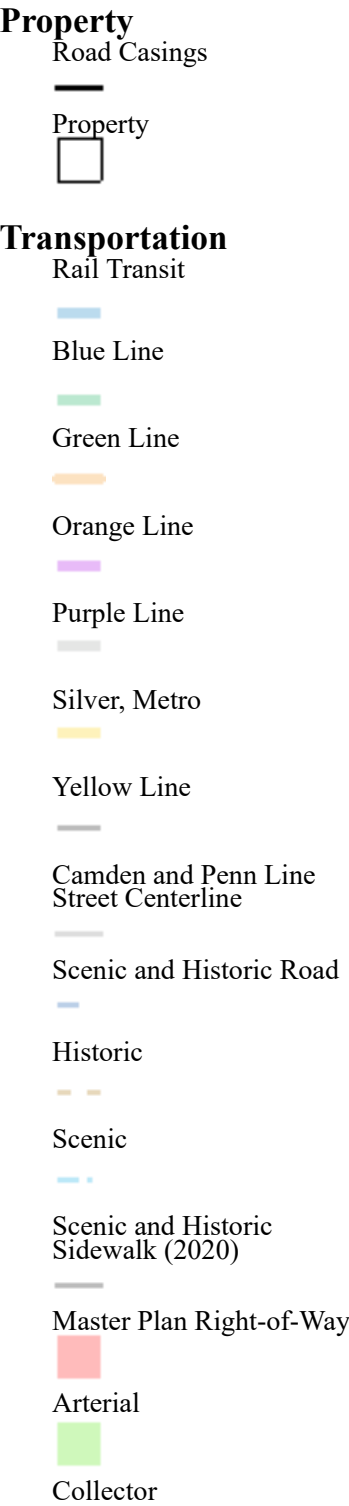 Property
Road Casings
Property
Transportation
Rail Transit
Blue Line
Green Line
Orange Line
Purple Line
Silver, Metro
Yellow Line
Camden and Penn Line
Street Centerline
Scenic and Historic Road
Historic
Scenic
Scenic and Historic
Sidewalk (2020)
Master Plan Right-of-Way
Arterial
Collector